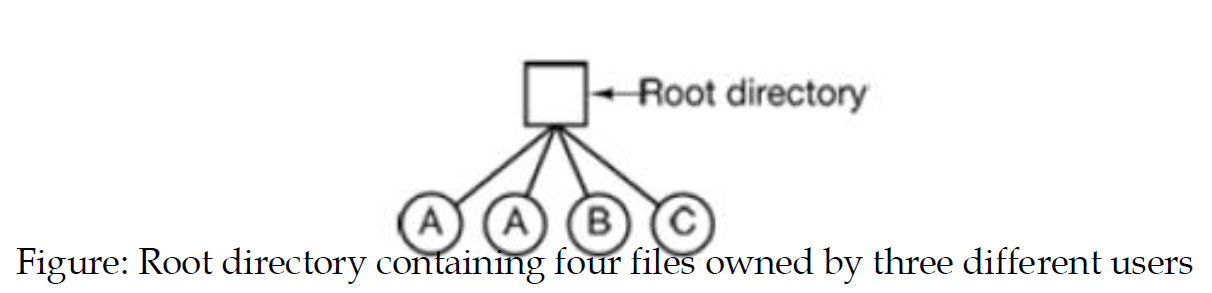 Root directory
A A B C
Figure: Root directory containing four files owned by three different users